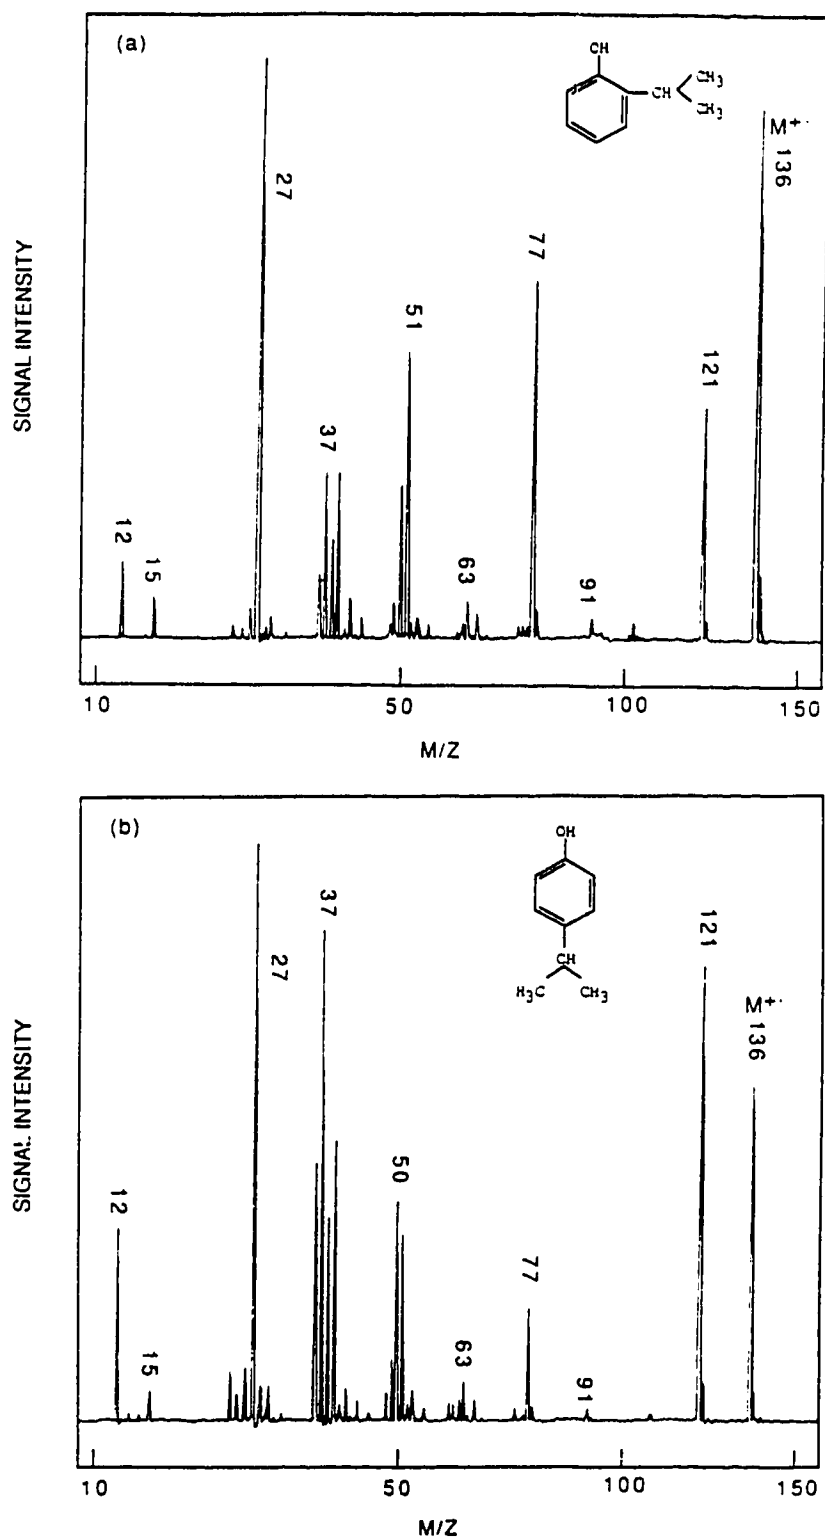 (a)
CH
CH
CH3
CH3
M+·
136
27
77
51
121
37
12
15
63
91
SIGNAL INTENSITY
10
50
100
150
M/Z
(b)
OH
CH
H3C
CH3
37
121
27
M+·
136
50
12
77
15
63
91
SIGNAL INTENSITY
10
50
100
150
M/Z